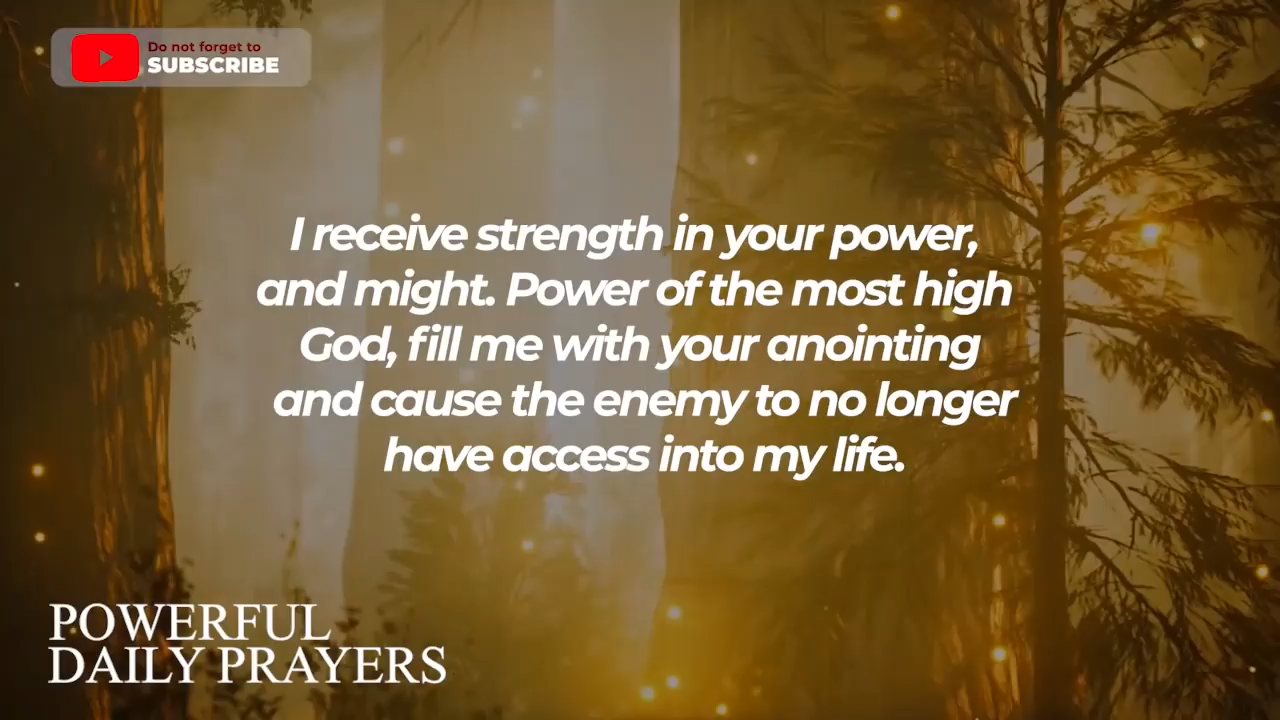 Do not forget to
SUBSCRIBE
I receive strength in your power,
and might. Power of the most high
God, fill me with your anointing
and cause the enemy to no longer
have access into my life.
POWERFUL
DAILY PRAYERS